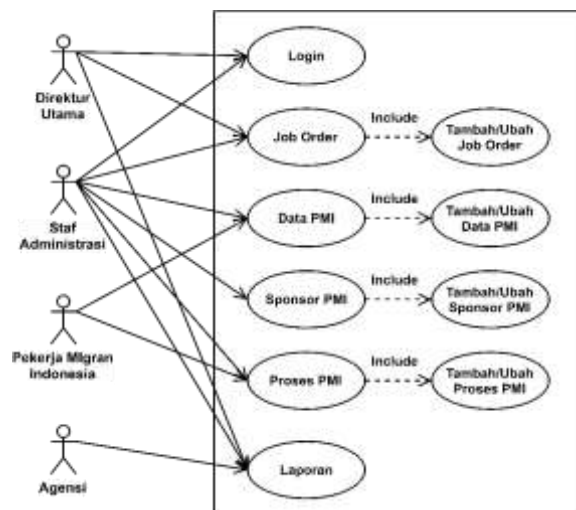 Direktur
Utama
Staf
Administrasi
Pekerja MIgran
Indonesia
Agensi
Login
Job Order
Include
Tambah/Ubah
Job Order
Data PMI
Include
Tambah/Ubah
Data PMI
Sponsor PMI
Include
Tambah/Ubah
Sponsor PMI
Proses PMI
Include
Tambah/Ubah
Proses PMI
Laporan